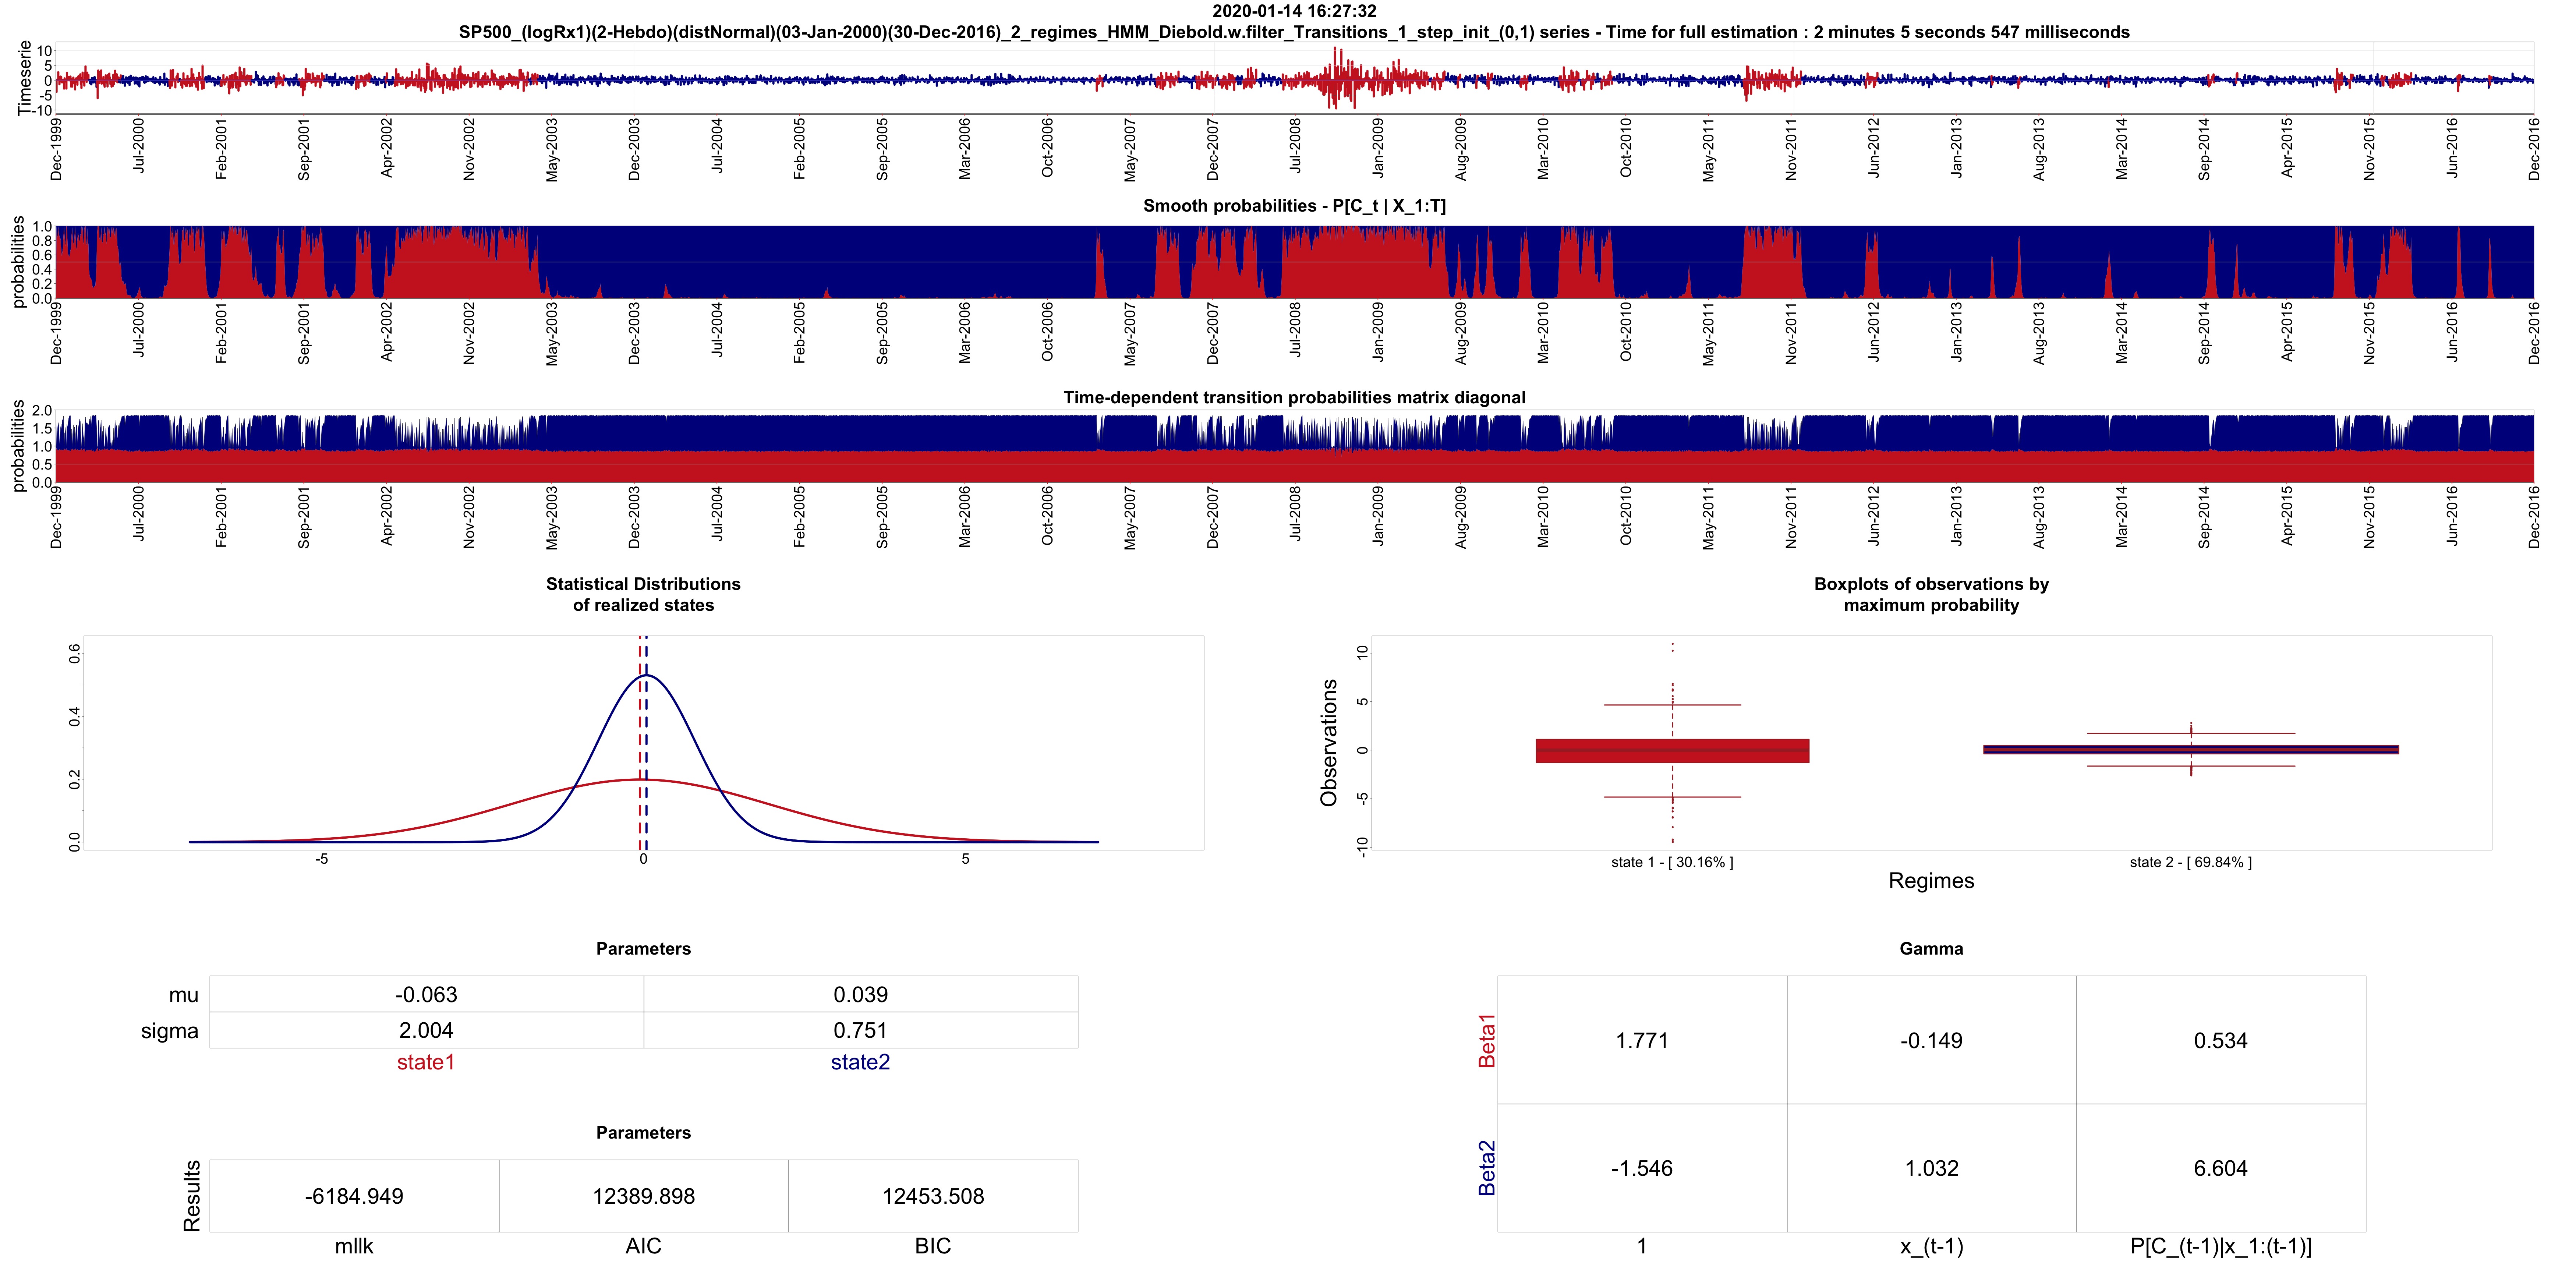 2020-01-14 16:27:32
SP500_(logRx1)(2-Hebdo)(distNormal)(03-Jan-2000)(30-Dec-2016)_2_regimes_HMM_Diebold.w.filter_Transitions_1_step_init_(0,1) series - Time for full estimation : 2 minutes 5 seconds 547 milliseconds
Timeserie
10
5
0
-5
-10
Dec-1999 Jul-2000 Feb-2001 Sep-2001 Apr-2002 Nov-2002 May-2003 Dec-2003 Jul-2004 Feb-2005 Sep-2005 Mar-2006 Oct-2006 May-2007 Dec-2007 Jul-2008 Jan-2009 Aug-2009 Mar-2010 Oct-2010 May-2011 Nov-2011 Jun-2012 Jan-2013 Aug-2013 Mar-2014 Sep-2014 Apr-2015 Nov-2015 Jun-2016 Dec-2016
Smooth probabilities - P[C_t | X_1:T]
probabilities
1.0
0.8
0.6
0.4
0.2
0.0
Dec-1999 Jul-2000 Feb-2001 Sep-2001 Apr-2002 Nov-2002 May-2003 Dec-2003 Jul-2004 Feb-2005 Sep-2005 Mar-2006 Oct-2006 May-2007 Dec-2007 Jul-2008 Jan-2009 Aug-2009 Mar-2010 Oct-2010 May-2011 Nov-2011 Jun-2012 Jan-2013 Aug-2013 Mar-2014 Sep-2014 Apr-2015 Nov-2015 Jun-2016 Dec-2016
Time-dependent transition probabilities matrix diagonal
probabilities
2.0
1.5
1.0
0.5
0.0
Dec-1999 Jul-2000 Feb-2001 Sep-2001 Apr-2002 Nov-2002 May-2003 Dec-2003 Jul-2004 Feb-2005 Sep-2005 Mar-2006 Oct-2006 May-2007 Dec-2007 Jul-2008 Jan-2009 Aug-2009 Mar-2010 Oct-2010 May-2011 Nov-2011 Jun-2012 Jan-2013 Aug-2013 Mar-2014 Sep-2014 Apr-2015 Nov-2015 Jun-2016 Dec-2016
Statistical Distributions
of realized states
0.6
0.4
0.2
0.0
-5 0 5
Boxplots of observations by
maximum probability
Observations
10
5
0
-5
-10
state 1 - [ 30.16% ] state 2 - [ 69.84% ]
Regimes
Parameters
mu -0.063 0.039
sigma 2.004 0.751
state1 state2
Parameters
Results -6184.949 12389.898 12453.508
mllk AIC BIC
Gamma
Beta1 1.771 -0.149 0.534
Beta2 -1.546 1.032 6.604
1 x_(t-1) P[C_(t-1)|x_1:(t-1)]